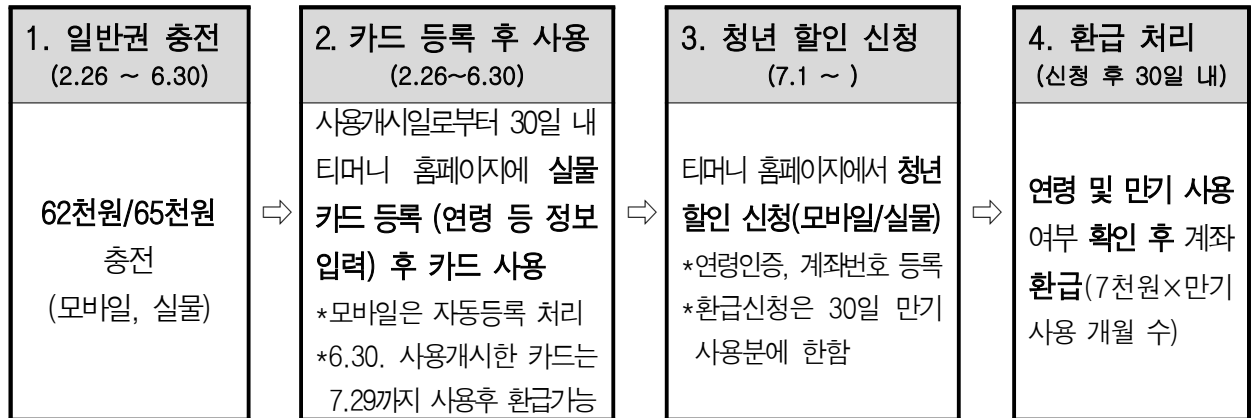 1. 일반권 충전
(2.26 ~ 6.30)
62천원/65천원
충전
(모바일, 실물)
⇨
2. 카드 등록 후 사용
(2.26~6.30)
사용개시일로부터 30일 내
티머니 홈페이지에 실물
카드 등록 (연령 등 정보
입력) 후 카드 사용
*모바일은 자동등록 처리
*6.30. 사용개시한 카드는
7.29까지 사용후 환급가능
⇨
3. 청년 할인 신청
(7.1 ~ )
티머니 홈페이지에서 청년
할인 신청(모바일/실물)
*연령인증, 계좌번호 등록
*환급신청은 30일 만기
사용분에 한함
⇨
4. 환급 처리
(신청 후 30일 내)
연령 및 만기 사용
여부 확인 후 계좌
환급(7천원×만기
사용 개월 수)